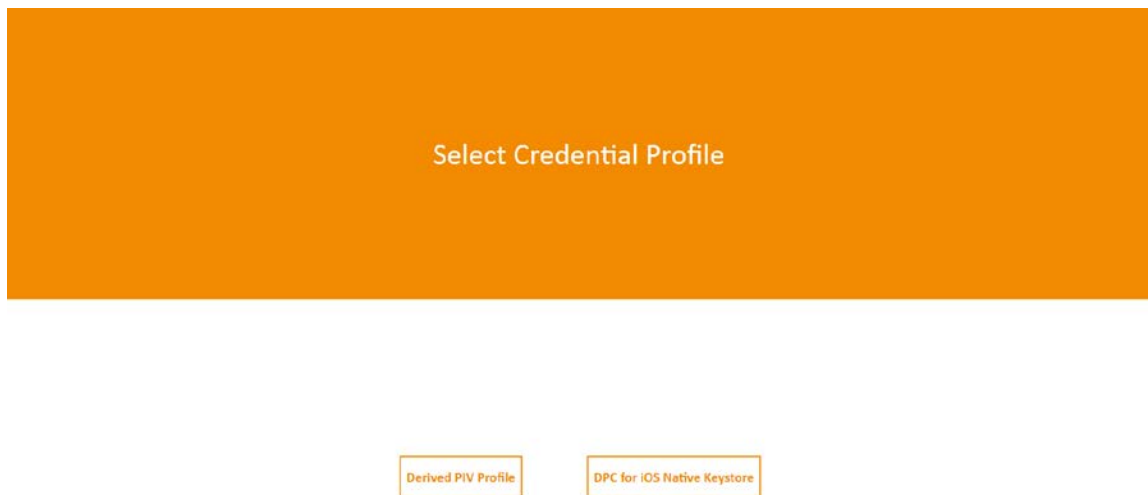 Select Credential Profile
Derived PIV Profile
DPC for iOS Native Keystore